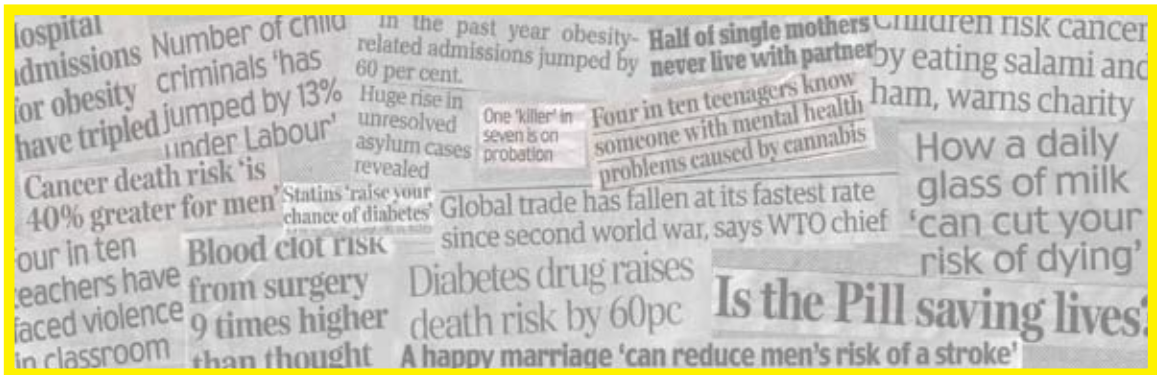 Hospital
admissions
for obesity
have tripled
Number of child
criminals 'has
jumped by 13%
under Labour'
In the past year obesity-
related admissions jumped by
60 per cent.
Huge rise in
unresolved
asylum cases
revealed
One 'killer' in
seven is on
probation
Half of single mothers
never live with partner
Four in ten teenagers know
someone with mental health
problems caused by cannabis
Children risk cancer
by eating salami and
ham, warns charity
Cancer death risk 'is
40% greater for men'
Statins 'raise your
chance of diabetes'
Global trade has fallen at its fastest rate
since second world war, says WTO chief
How a daily
glass of milk
'can cut your
risk of dying'
our in ten
teachers have
faced violence
in classroom
Blood clot risk
from surgery
9 times higher
than thought
Diabetes drug raises
death risk by 60pc
Is the Pill saving lives?
A happy marriage 'can reduce men's risk of a stroke'